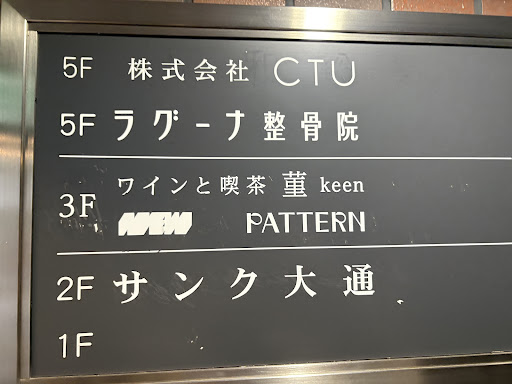 5F 株式会社 CTU
5F ラグーナ整骨院
3F ワインと喫茶 菫 keen
NEW PATTERN
2F サンク大通
1F